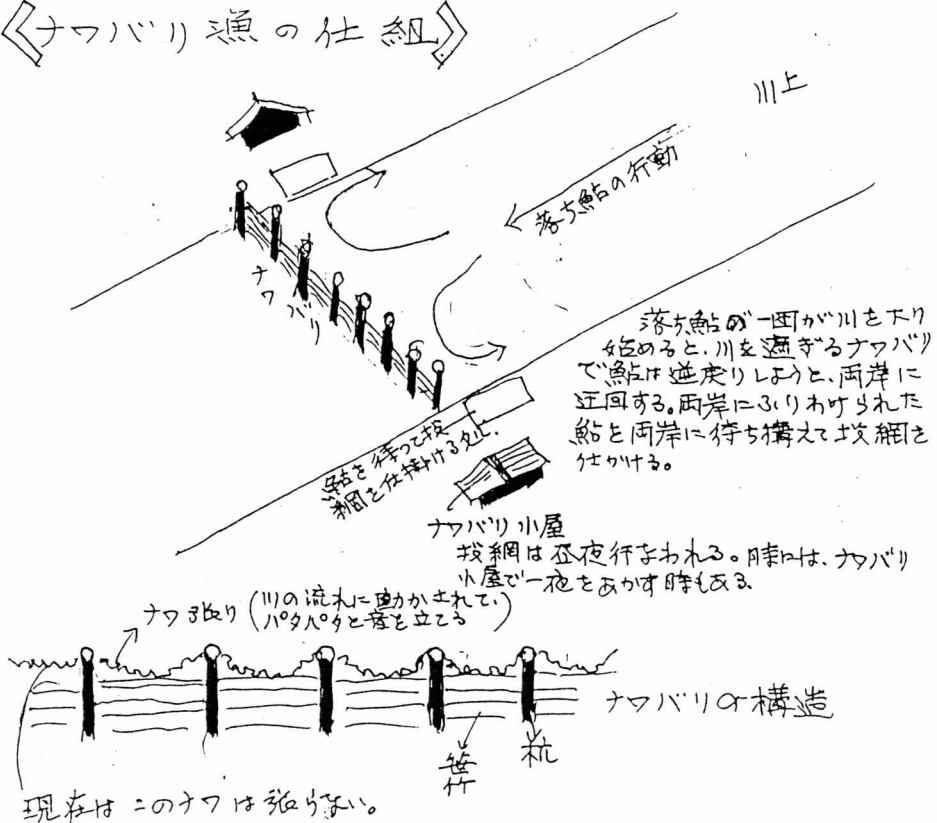 《ナワバリ漁の仕組》
川上
落ち鮎の行動
ナワバリ
落ち鮎が一団が川を下り
始めると、川を遮ぎるナワバリ
で鮎は逆戻りしようと、両岸に
迂回する。両岸にふりわけられた
鮎を両岸に待ち構えて投網を
仕かける。
鮎を待って投
網を仕掛ける処。
ナワバリ小屋
投網は昼夜行なわれる。時には、ナワバリ
小屋で一夜をあかす時もある。
ナワ張り(川の流れに動かされて、
パタパタと音を立てる)
ナワバリの構造
笹竹
杭
現在はこのナワは張らない。